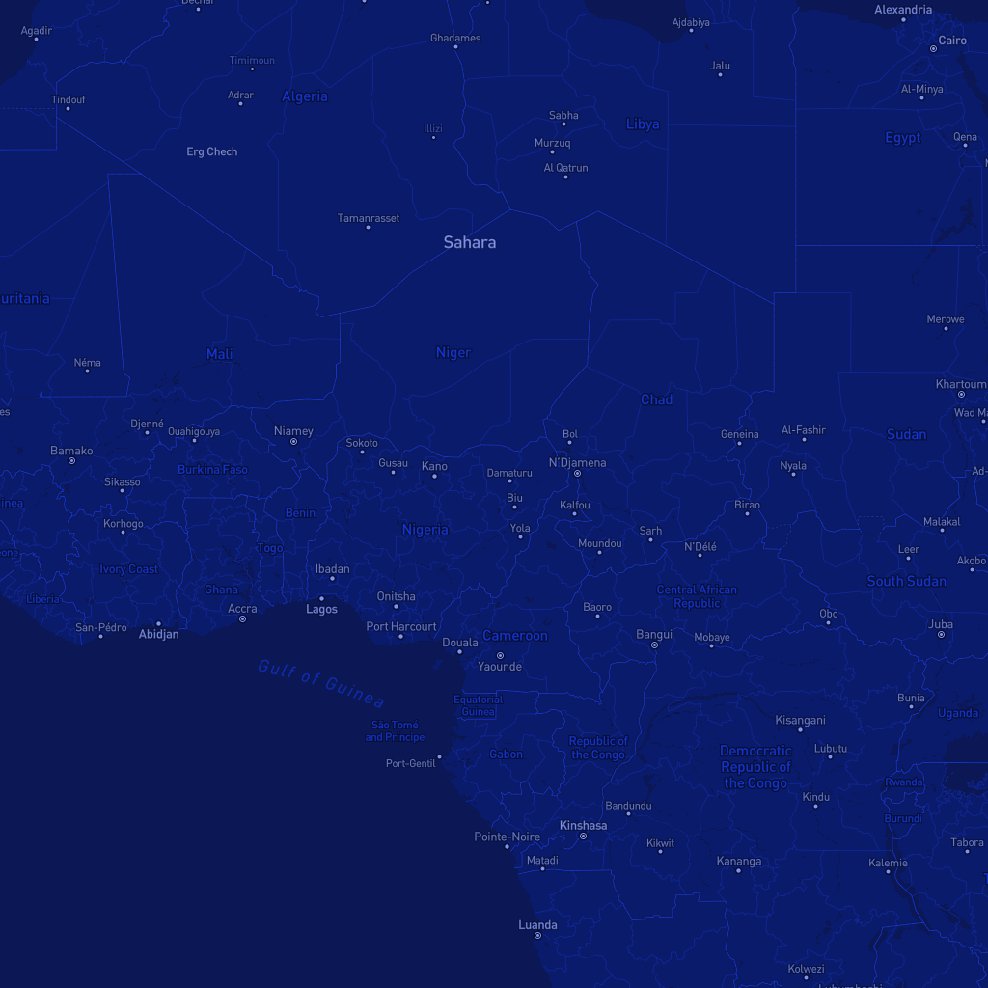 Béchar
Alexandria
Agadir
Ajdabiya
Ghadames
Cairo
Timimoun
Jalu
Al-Minya
Tindouf
Adrar
Algeria
Sabha
Libya
Illizi
Murzuq
Egypt
Qena
Erg Chech
Al Qatrun
Tamanrasset
Sahara
uritania
Merowe
Mali
Niger
Néma
Khartoum
Chad
es
Wad Ma
Djenné
Ouahigouya
Niamey
Sokoto
Bol
Geneina
Al-Fashir
Sudan
Bamako
Gusau
Kano
N'Djamena
Nyala
Burkina Faso
Damaturu
Ad-
Sikasso
Biu
Kalfou
Birao
inea
Benin
Korhogo
Nigeria
Yola
Sarh
Malakal
Togo
Moundou
N'Délé
Leer
eone
Ivory Coast
Ibadan
Akobo
South Sudan
Ghana
Central African
Republic
Liberia
Accra
Lagos
Onitsha
Baoro
Obo
San-Pédro
Abidjan
Port Harcourt
Cameroon
Bangui
Mobaye
Juba
Douala
Yaounde
Gulf of Guinea
Equatorial
Guinea
Bunia
Uganda
São Tomé
and Príncipe
Kisangani
Republic of
the Congo
Democratic
Republic of
the Congo
Lubutu
Gabon
Port-Gentil
Rwanda
Kindu
Bandundu
Burundi
Kinshasa
Pointe-Noire
Kikwit
Tabora
Matadi
Kananga
Kalemie
Luanda
Kolwezi
Lubumbashi